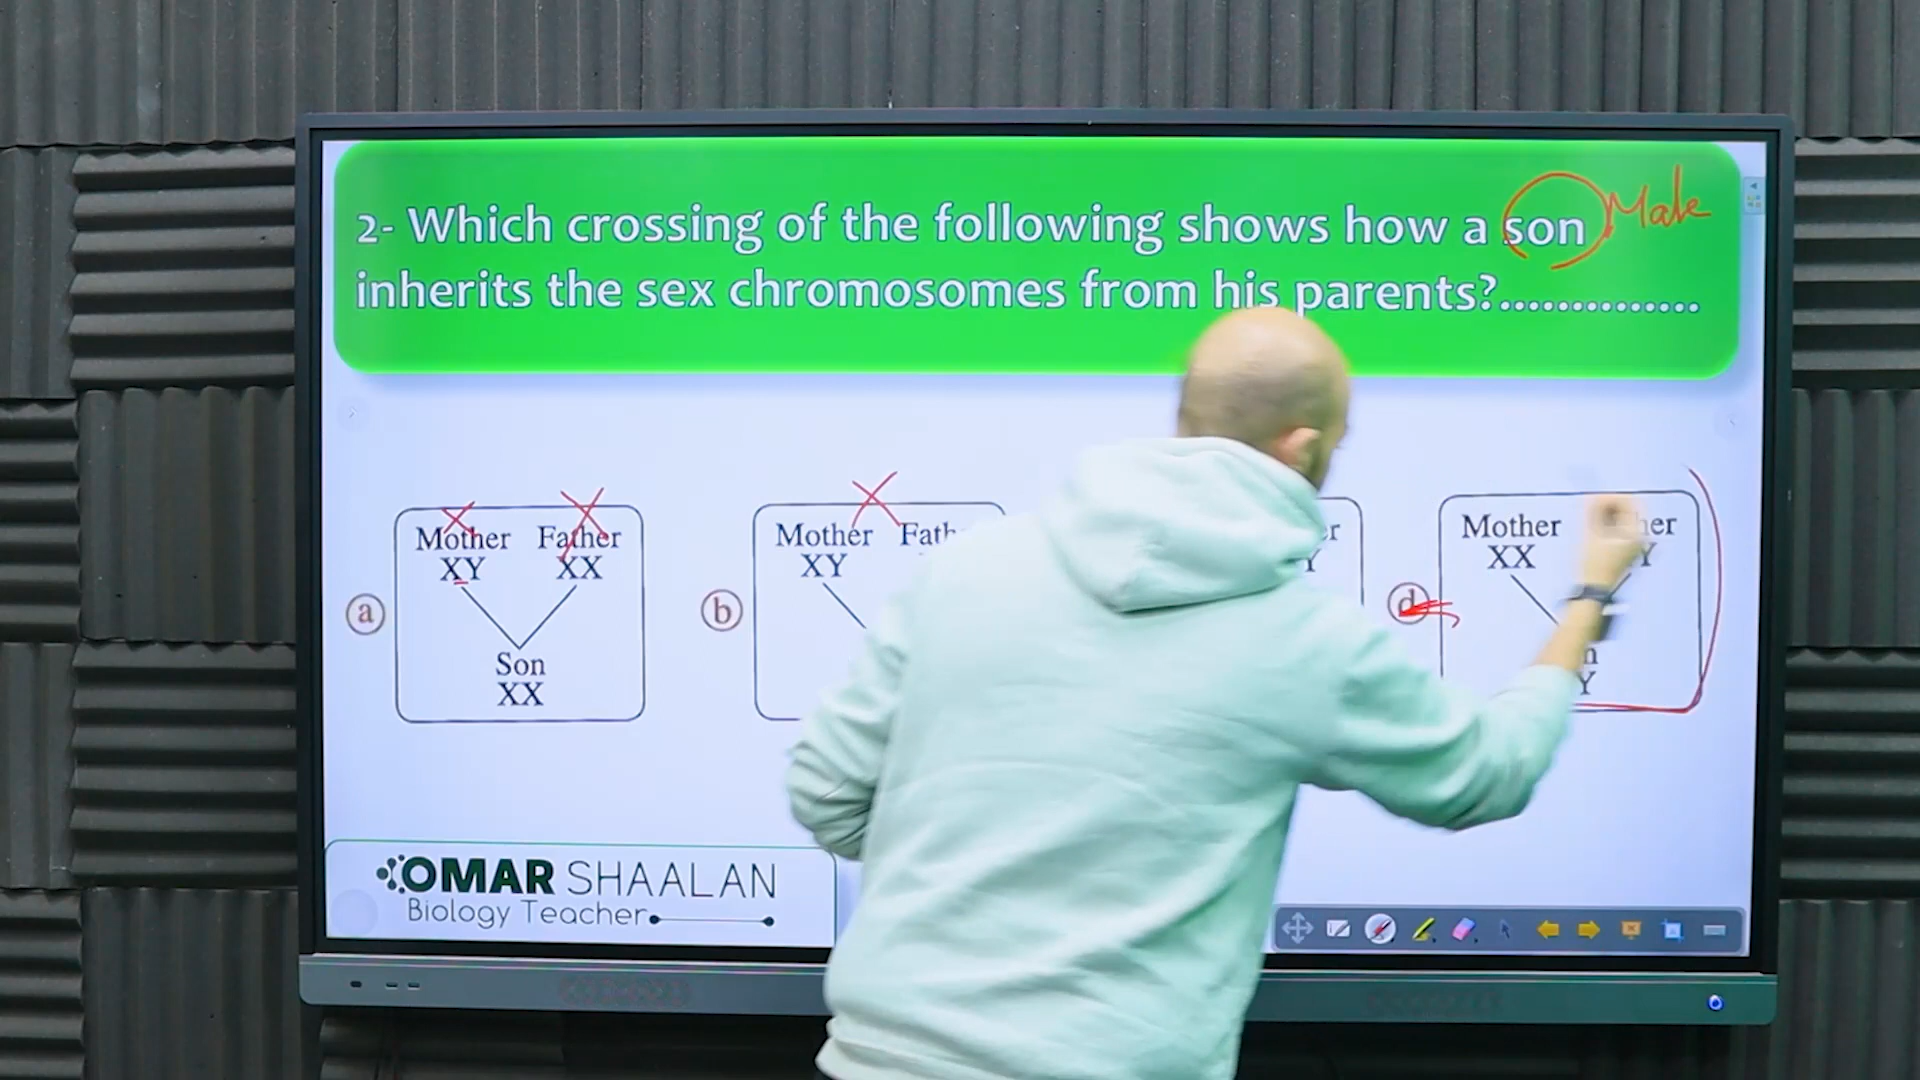 2- Which crossing of the following shows how a son Male
inherits the sex chromosomes from his parents?..............
a
Mother Father
XY XX
Son
XX
b
Mother
XY
d
Mother
XX
OMAR SHAALAN
Biology Teacher